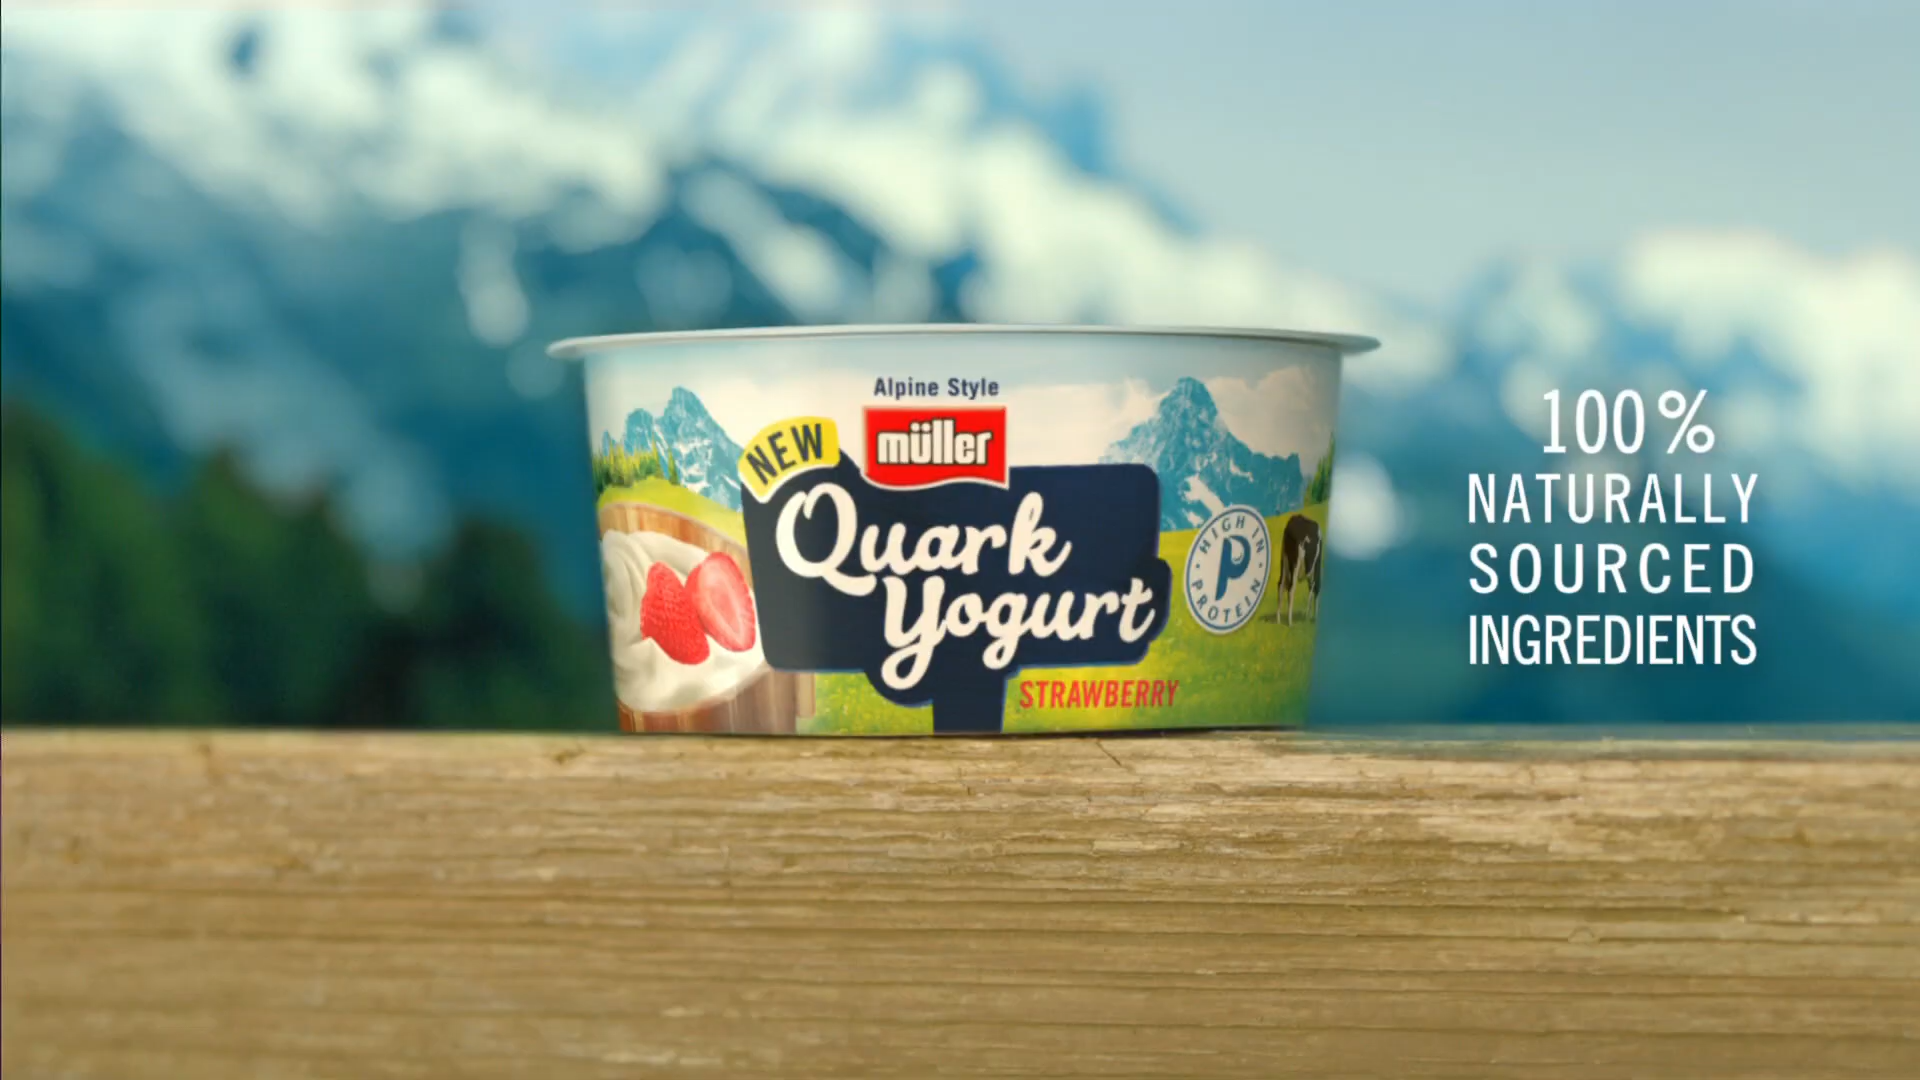 Alpine Style
müller
NEW
Quark
Yogurt
STRAWBERRY
HIGH IN
P
PROTEIN
100%
NATURALLY
SOURCED
INGREDIENTS